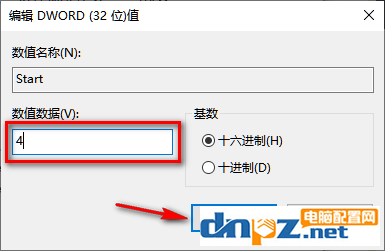 编辑 DWORD (32 位)值
数值名称(N):
Start
数值数据(V):
4
基数
十六进制(H)
十进制(D)
dnpz.net
电脑配置网